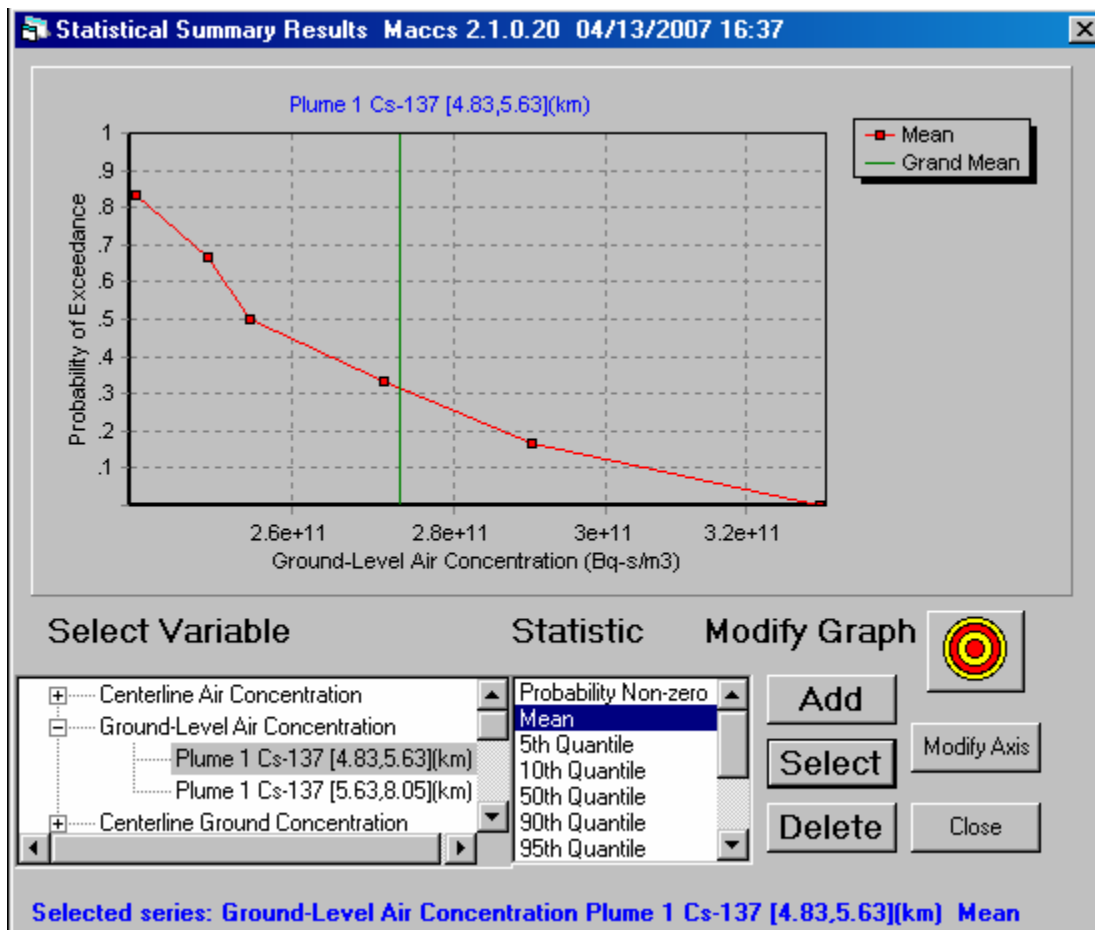 Statistical Summary Results Maccs 2.1.0.20 04/13/2007 16:37
Plume 1 Cs-137 [4.83,5.63](km)
Mean
Grand Mean
Probability of Exceedance
1
.9
.8
.7
.6
.5
.4
.3
.2
.1
2.6e+11 2.8e+11 3e+11 3.2e+11
Ground-Level Air Concentration (Bq-s/m3)
Select Variable
Centerline Air Concentration
Ground-Level Air Concentration
Plume 1 Cs-137 [4.83,5.63](km)
Plume 1 Cs-137 [5.63,8.05](km)
Centerline Ground Concentration
Statistic
Probability Non-zero
Mean
5th Quantile
10th Quantile
50th Quantile
90th Quantile
95th Quantile
Modify Graph
Add
Select
Delete
Modify Axis
Close
Selected series: Ground-Level Air Concentration Plume 1 Cs-137 [4.83,5.63](km) Mean